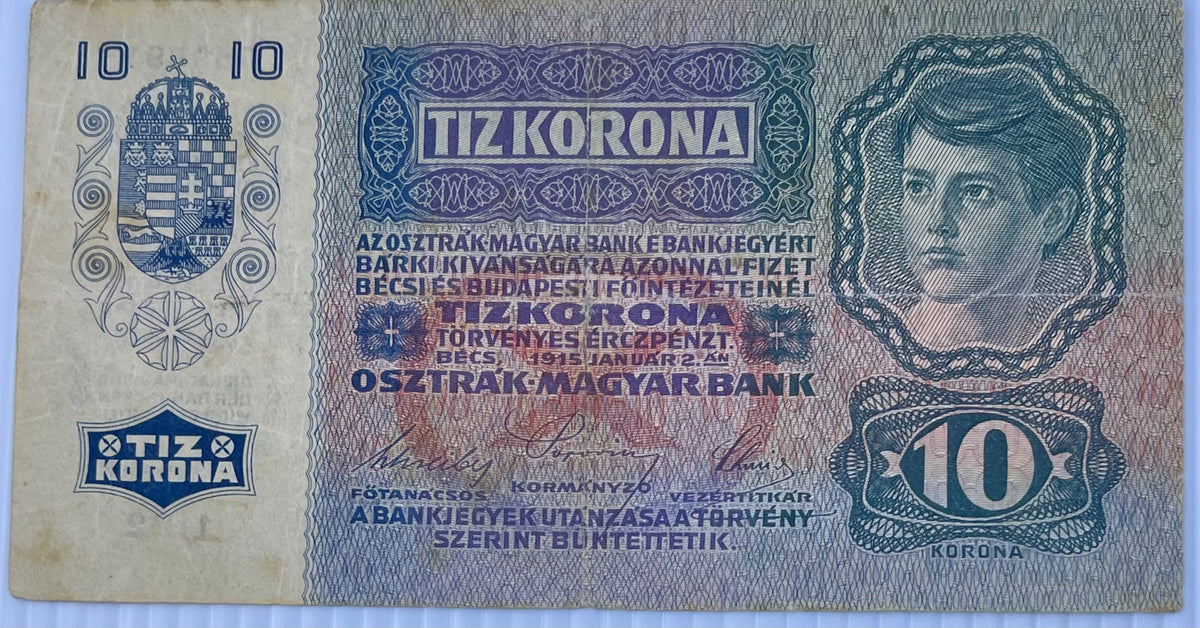 10 10
TIZ KORONA
AZ OSZTRÁK-MAGYAR BANK E BANKJEGYÉRT
BÁRKI KIVÁNSÁGÁRA AZONNAL FIZET
BÉCSI ÉS BUDAPESTI FŐINTÉZETEINÉL
TIZ KORONA
TÖRVÉNYES ÉRCZPÉNZT.
BÉCS, 1915 JANUÁR 2.ÁN
OSZTRÁK-MAGYAR BANK
FŐTANÁCSOS KORMÁNYZÓ VEZÉRTITKÁR
A BANKJEGYEK UTÁNZÁSA A TÖRVÉNY
SZERINT BÜNTETTETIK.
TIZ
KORONA
10
KORONA